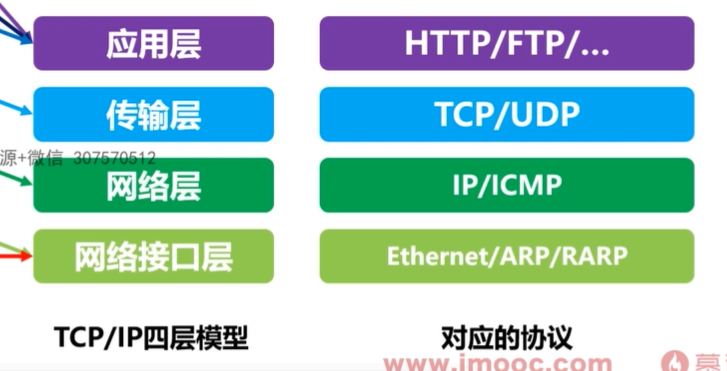 应用层 HTTP/FTP/...
传输层 TCP/UDP
源+微信 307570512
网络层 IP/ICMP
网络接口层 Ethernet/ARP/RARP
TCP/IP四层模型 对应的协议
www.imooc.com